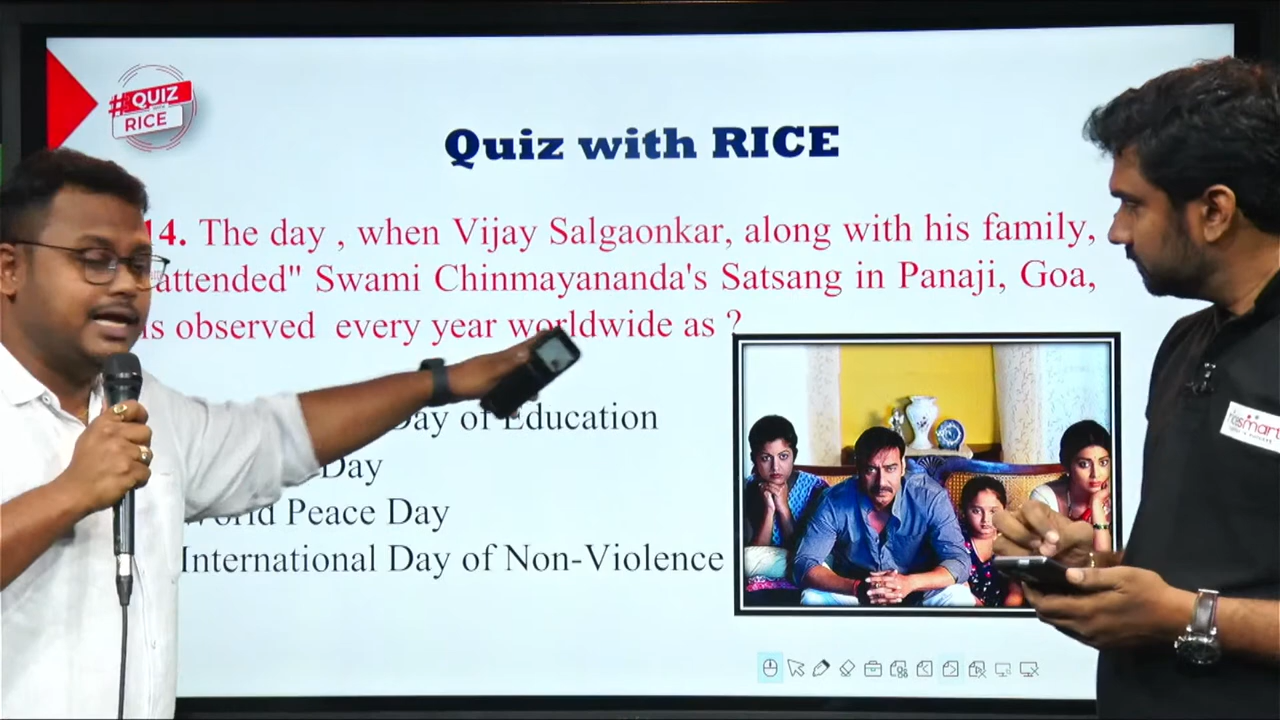 #QUIZ
RICE
Quiz with RICE
14. The day , when Vijay Salgaonkar, along with his family,
attended" Swami Chinmayananda's Satsang in Panaji, Goa,
is observed every year worldwide as ?
Day of Education
Day
World Peace Day
International Day of Non-Violence
smart